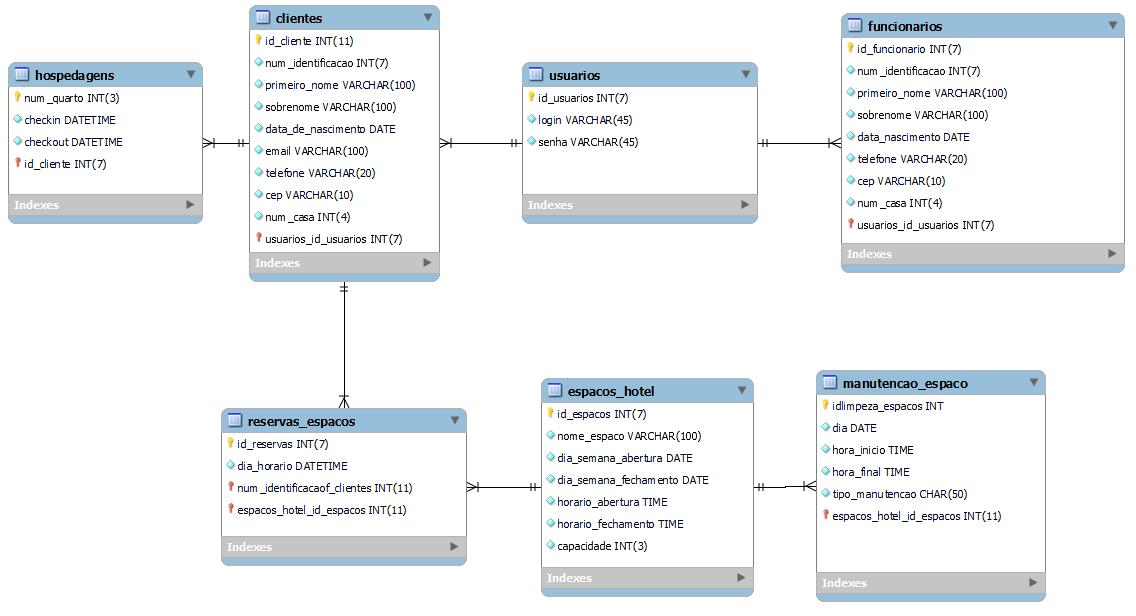 hospedagens
num_quarto INT(3)
checkin DATETIME
checkout DATETIME
id_cliente INT(7)
Indexes
clientes
id_cliente INT(11)
num_identificacao INT(7)
primeiro_nome VARCHAR(100)
sobrenome VARCHAR(100)
data_de_nascimento DATE
email VARCHAR(100)
telefone VARCHAR(20)
cep VARCHAR(10)
num_casa INT(4)
usuarios_id_usuarios INT(7)
Indexes
usuarios
id_usuarios INT(7)
login VARCHAR(45)
senha VARCHAR(45)
Indexes
funcionarios
id_funcionario INT(7)
num_identificacao INT(7)
primeiro_nome VARCHAR(100)
sobrenome VARCHAR(100)
data_nascimento DATE
telefone VARCHAR(20)
cep VARCHAR(10)
num_casa INT(4)
usuarios_id_usuarios INT(7)
Indexes
reservas_espacos
id_reservas INT(7)
dia_horario DATETIME
num_identificacaof_clientes INT(11)
espacos_hotel_id_espacos INT(11)
Indexes
espacos_hotel
id_espacos INT(7)
nome_espaco VARCHAR(100)
dia_semana_abertura DATE
dia_semana_fechamento DATE
horario_abertura TIME
horario_fechamento TIME
capacidade INT(3)
Indexes
manutencao_espaco
idlimpeza_espacos INT
dia DATE
hora_inicio TIME
hora_final TIME
tipo_manutencao CHAR(50)
espacos_hotel_id_espacos INT(11)
Indexes